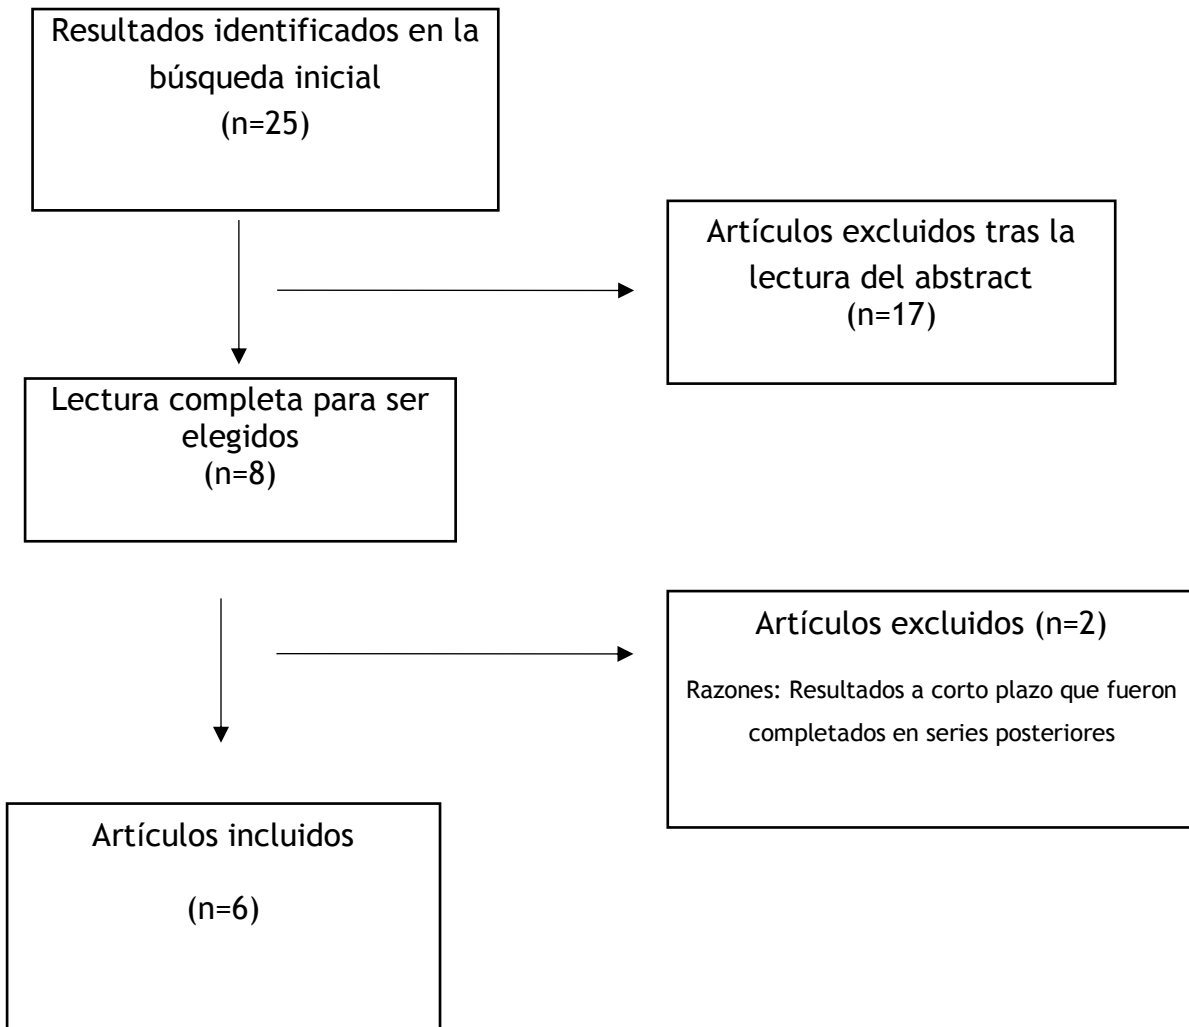 Resultados identificados en la
búsqueda inicial
(n=25)
Artículos excluidos tras la
lectura del abstract
(n=17)
Lectura completa para ser
elegidos
(n=8)
Artículos excluidos (n=2)
Razones: Resultados a corto plazo que fueron
completados en series posteriores
Artículos incluidos
(n=6)